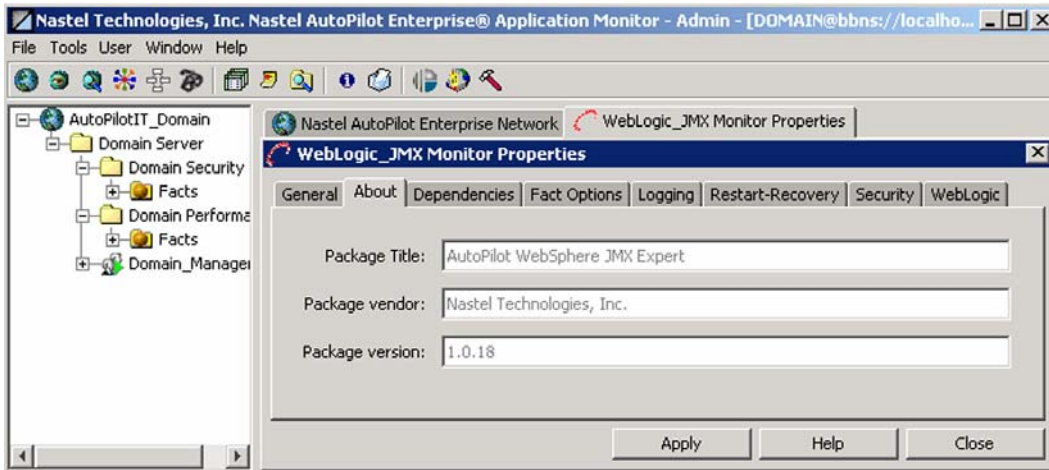 Nastel Technologies, Inc. Nastel AutoPilot Enterprise® Application Monitor - Admin - [DOMAIN@bbns://localho...
File Tools User Window Help
AutoPilotIT_Domain
Domain Server
Domain Security
Facts
Domain Performa
Facts
Domain_Manager
Nastel AutoPilot Enterprise Network
WebLogic_JMX Monitor Properties
WebLogic_JMX Monitor Properties
General About Dependencies Fact Options Logging Restart-Recovery Security WebLogic
Package Title: AutoPilot WebSphere JMX Expert
Package vendor: Nastel Technologies, Inc.
Package version: 1.0.18
Apply Help Close